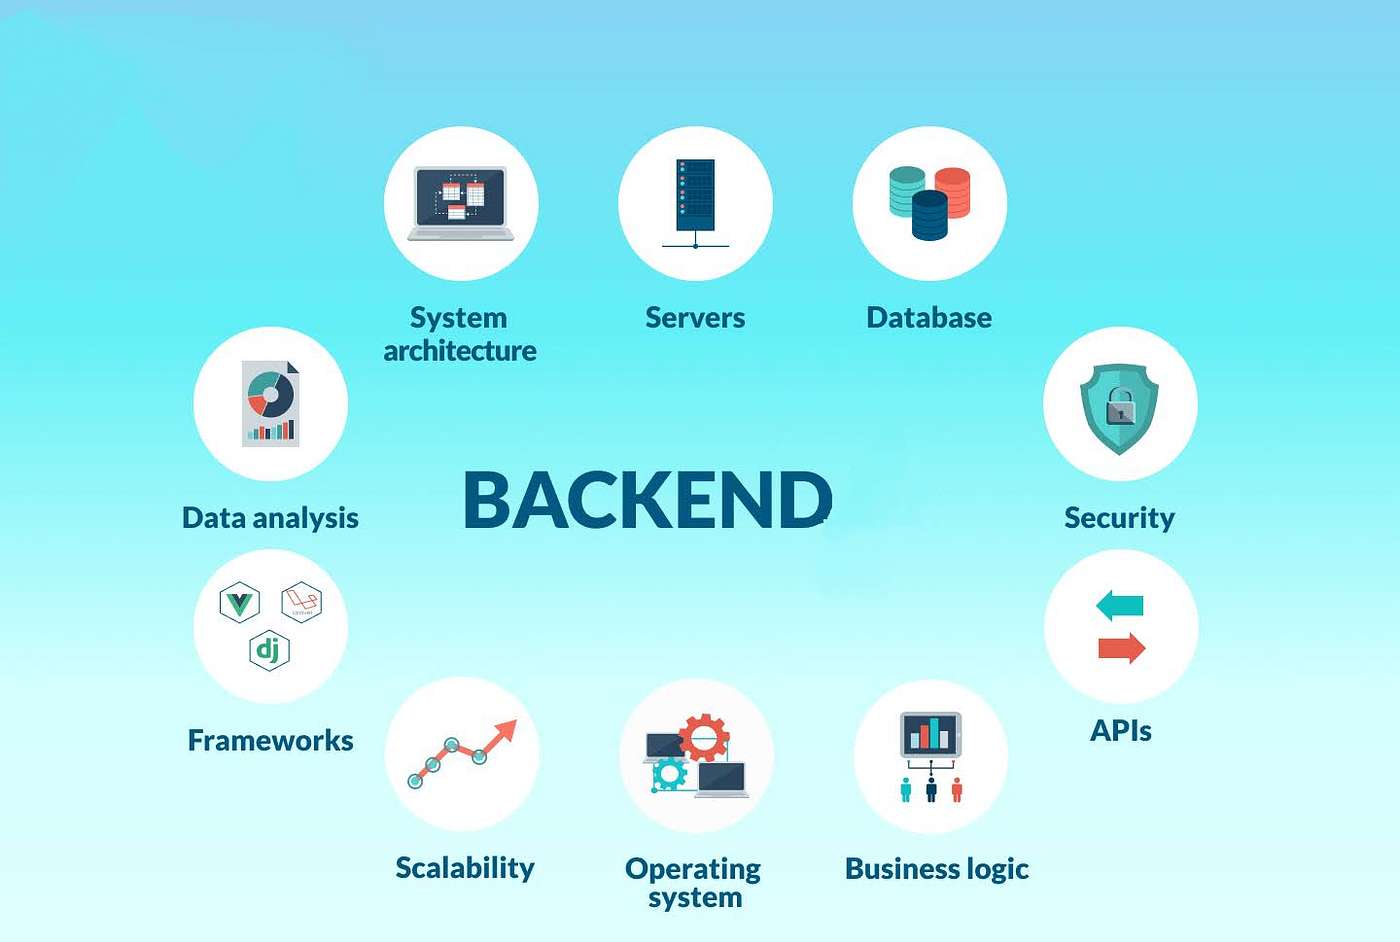 System
architecture
Servers
Database
Data analysis
BACKEND
Security
dj
Frameworks
APIs
Scalability
Operating
system
Business logic